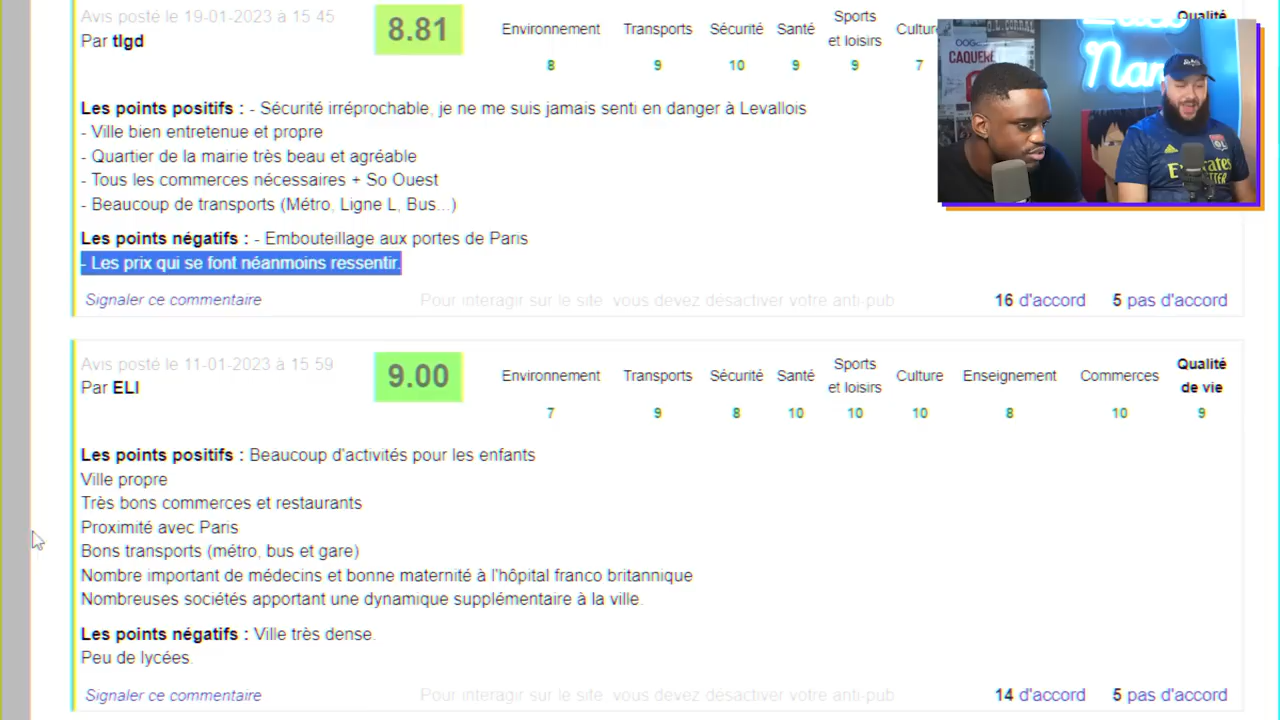 Avis posté le 19-01-2023 à 15 45
Par tlgd
8.81
Environnement Transports Sécurité Santé Sports et loisirs Culture Qualité
8 9 10 9 9 7
Les points positifs : - Sécurité irréprochable, je ne me suis jamais senti en danger à Levallois
- Ville bien entretenue et propre
- Quartier de la mairie très beau et agréable
- Tous les commerces nécessaires + So Ouest
- Beaucoup de transports (Métro, Ligne L, Bus...)
Les points négatifs : - Embouteillage aux portes de Paris
- Les prix qui se font néanmoins ressentir.
Signaler ce commentaire
Pour interagir sur le site, vous devez désactiver votre anti-pub
16 d'accord
5 pas d'accord
Avis posté le 11-01-2023 à 15 59
Par ELI
9.00
Environnement Transports Sécurité Santé Sports et loisirs Culture Enseignement Commerces Qualité de vie
7 9 8 10 10 10 8 10 9
Les points positifs : Beaucoup d'activités pour les enfants
Ville propre
Très bons commerces et restaurants
Proximité avec Paris
Bons transports (métro, bus et gare)
Nombre important de médecins et bonne maternité à l'hôpital franco britannique
Nombreuses sociétés apportant une dynamique supplémentaire à la ville.
Les points négatifs : Ville très dense.
Peu de lycées.
Signaler ce commentaire
Pour interagir sur le site, vous devez désactiver votre anti-pub
14 d'accord
5 pas d'accord
Emirates
OL